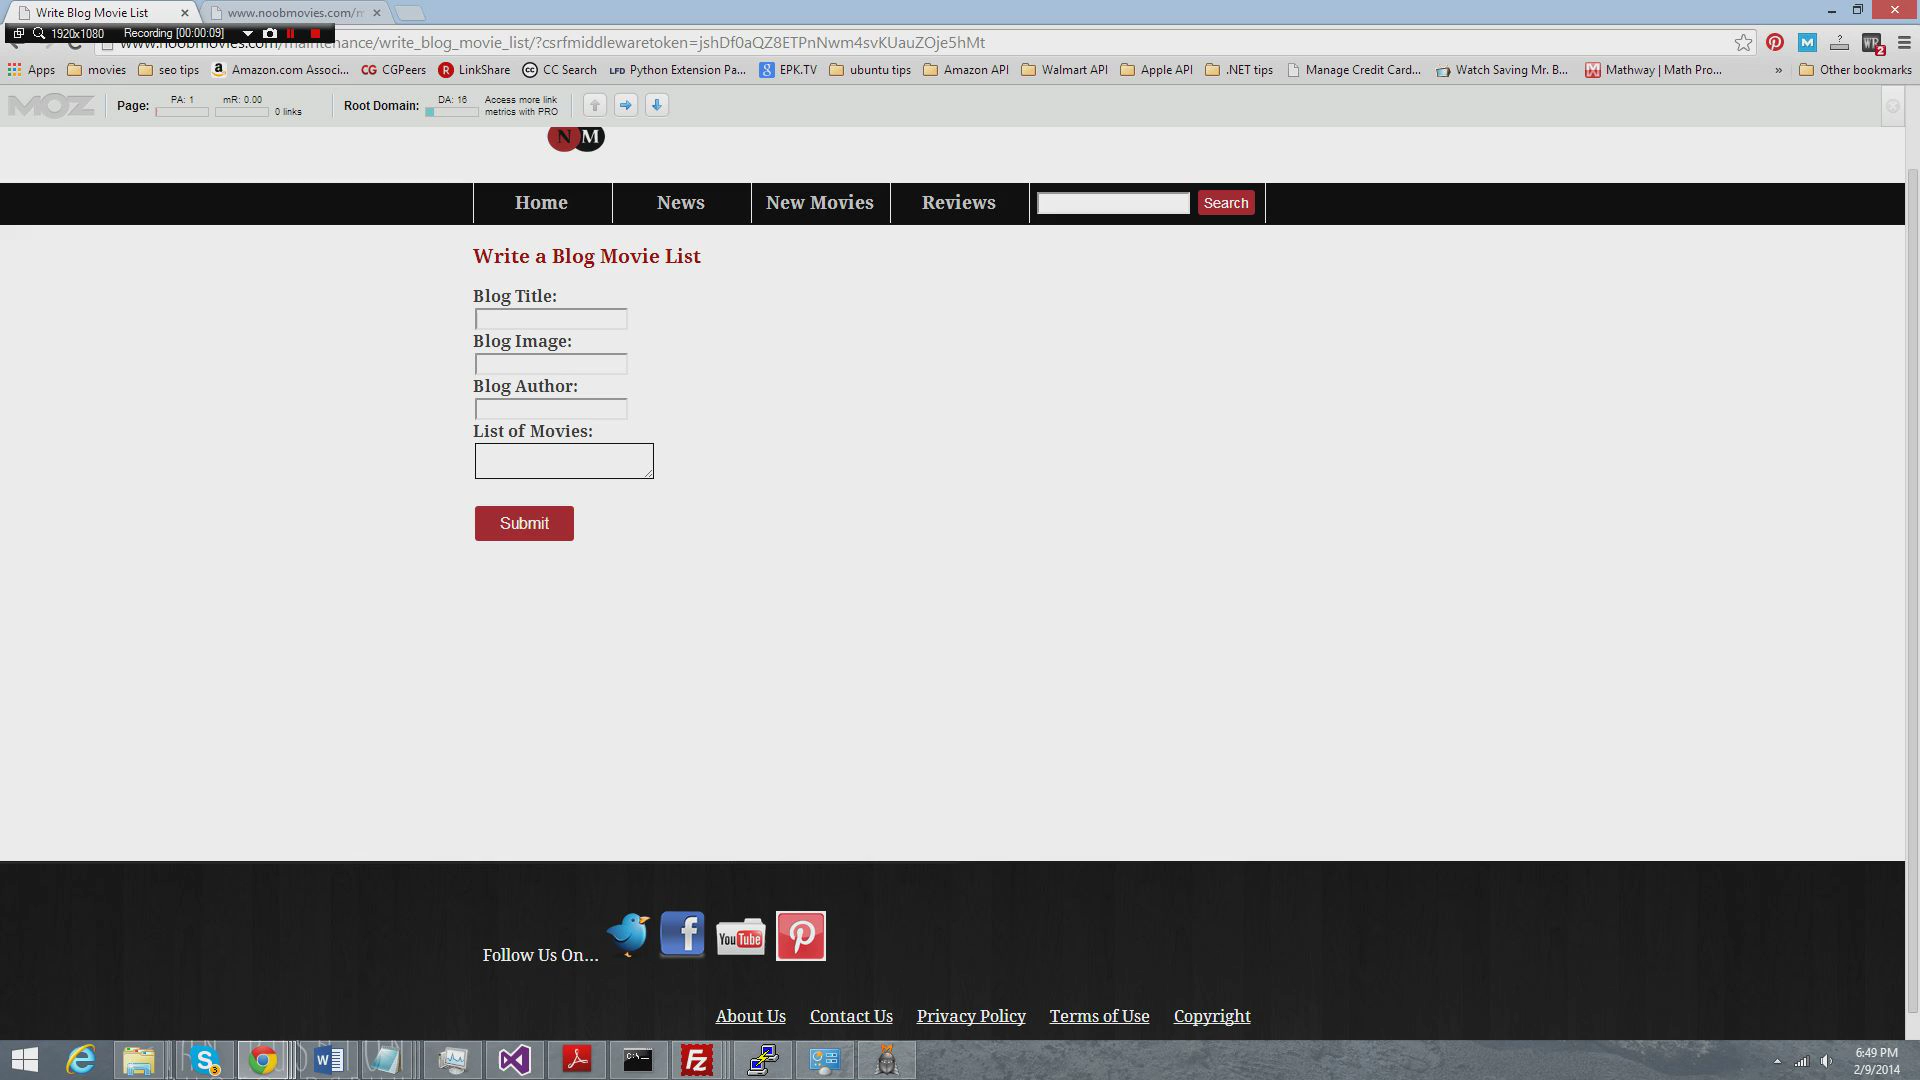 Write Blog Movie List
www.noobmovies.com/m
1920x1080 Recording [00:00:09]
www.noobmovies.com/maintenance/write_blog_movie_list/?csrfmiddlewaretoken=jshDf0aQZ8ETPnNwm4svKUauZOje5hMt
Apps movies seo tips Amazon.com Associ... CGPeers LinkShare CC Search Python Extension Pa... EPK.TV ubuntu tips Amazon API Walmart API Apple API .NET tips Manage Credit Card... Watch Saving Mr. B... Mathway | Math Pro... » Other bookmarks
MOZ Page: PA: 1 mR: 0.00 0 links Root Domain: DA: 16 Access more link
metrics with PRO
N M
Home News New Movies Reviews Search
Write a Blog Movie List
Blog Title:
Blog Image:
Blog Author:
List of Movies:
Submit
Follow Us On...
You Tube
About Us Contact Us Privacy Policy Terms of Use Copyright
6:49 PM
2/9/2014